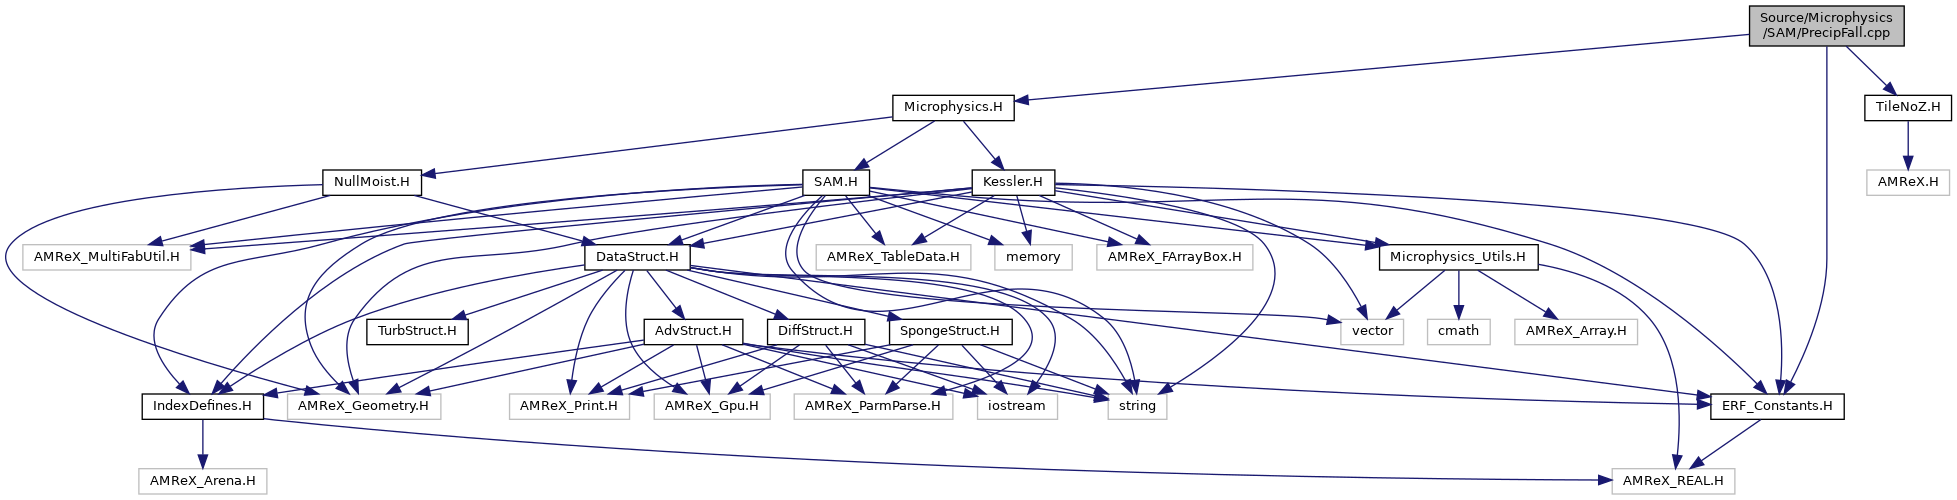 Source/Microphysics
/SAM/PrecipFall.cpp
Microphysics.H
TileNoZ.H
NullMoist.H
SAM.H
Kessler.H
AMReX.H
AMReX_MultiFabUtil.H
DataStruct.H
AMReX_TableData.H
memory
AMReX_FArrayBox.H
Microphysics_Utils.H
TurbStruct.H
AdvStruct.H
DiffStruct.H
SpongeStruct.H
vector
cmath
AMReX_Array.H
IndexDefines.H
AMReX_Geometry.H
AMReX_Print.H
AMReX_Gpu.H
AMReX_ParmParse.H
iostream
string
ERF_Constants.H
AMReX_Arena.H
AMReX_REAL.H